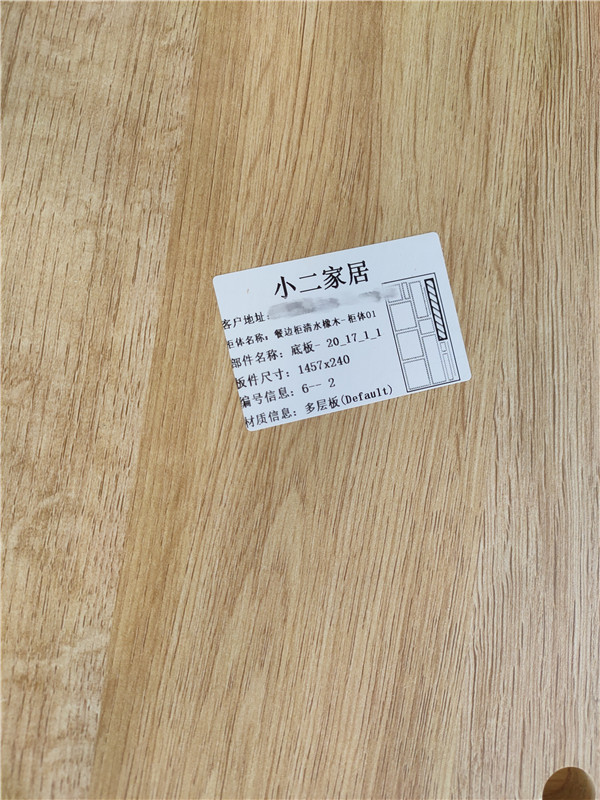 小二家居
客户地址:
柜体名称: 餐边柜清水橡木-柜体01
部件名称: 底板- 20_17_1_1
板件尺寸: 1457x240
编号信息: 6-- 2
材质信息: 多层板(Default)